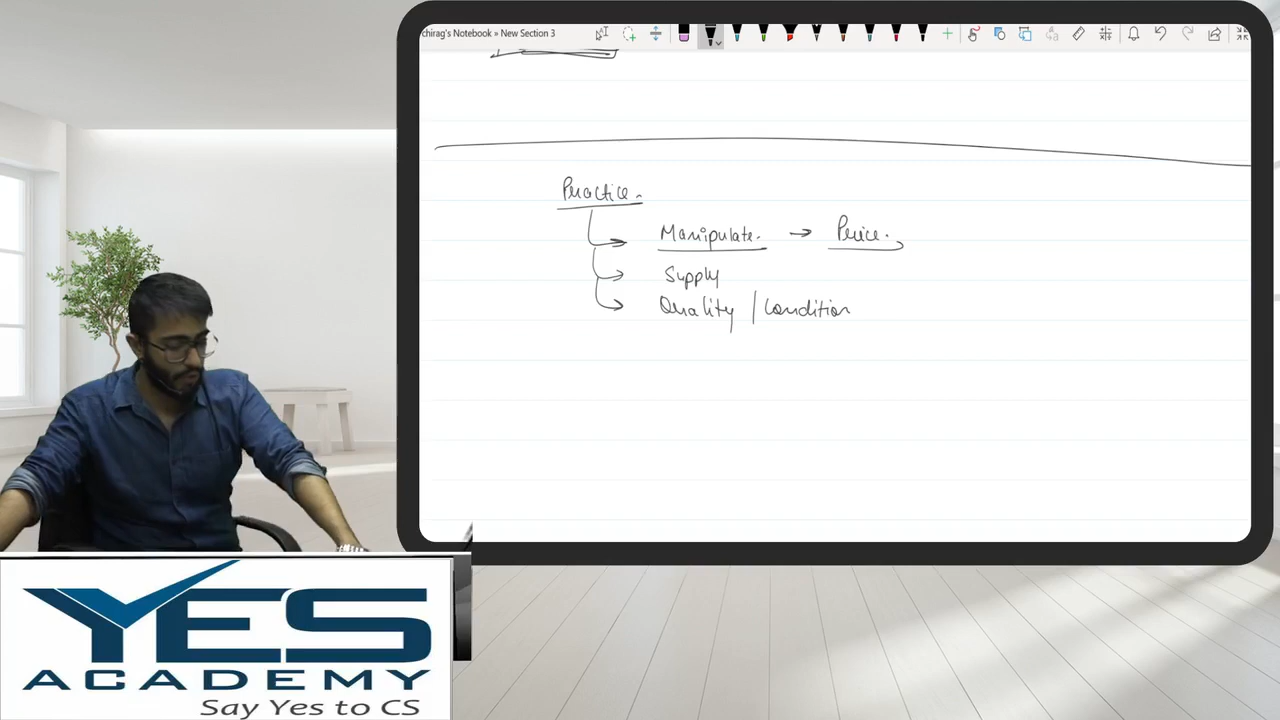 chirag's Notebook » New Section 3
Practice.
Manipulate. → Price.
Supply
Quality / Condition
YES
ACADEMY
Say Yes to CS